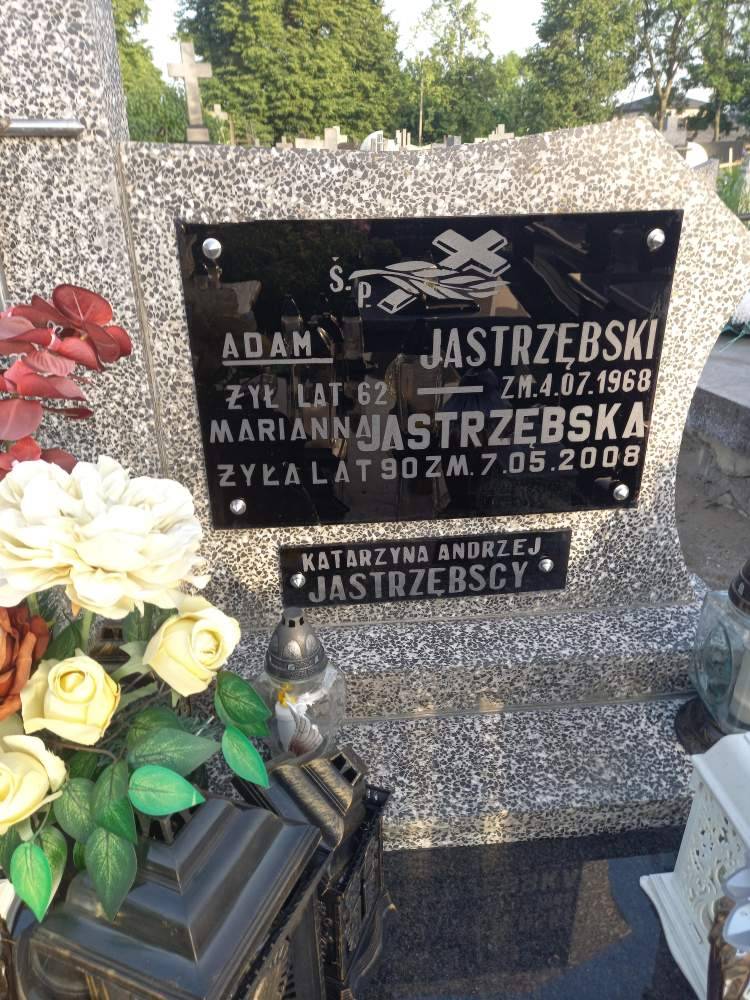 Ś.P.
ADAM JASTRZĘBSKI
ŻYŁ LAT 62 — ZM. 4.07.1968
MARIANNA JASTRZĘBSKA
ŻYŁA LAT 90 ZM. 7.05.2008
KATARZYNA ANDRZEJ
JASTRZĘBSCY